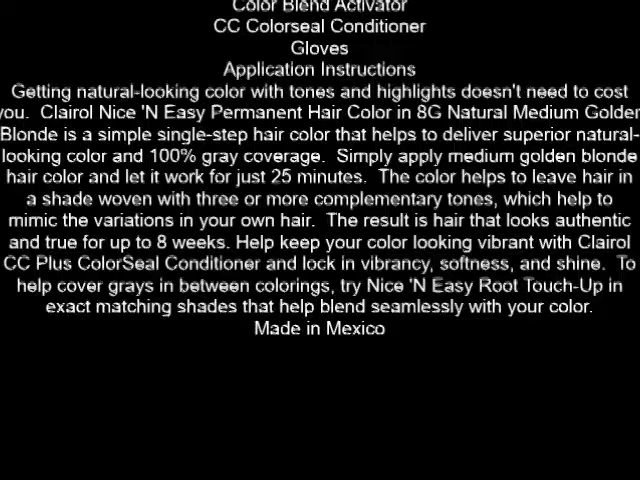 Color Blend Activator
CC Colorseal Conditioner
Gloves
Application Instructions
Getting natural-looking color with tones and highlights doesn't need to cost
you.  Clairol Nice 'N Easy Permanent Hair Color in 8G Natural Medium Golden
Blonde is a simple single-step hair color that helps to deliver superior natural-
looking color and 100% gray coverage.  Simply apply medium golden blonde
hair color and let it work for just 25 minutes.  The color helps to leave hair in
a shade woven with three or more complementary tones, which help to
mimic the variations in your own hair.  The result is hair that looks authentic
and true for up to 8 weeks. Help keep your color looking vibrant with Clairol
CC Plus ColorSeal Conditioner and lock in vibrancy, softness, and shine.  To
help cover grays in between colorings, try Nice 'N Easy Root Touch-Up in
exact matching shades that help blend seamlessly with your color.
Made in Mexico